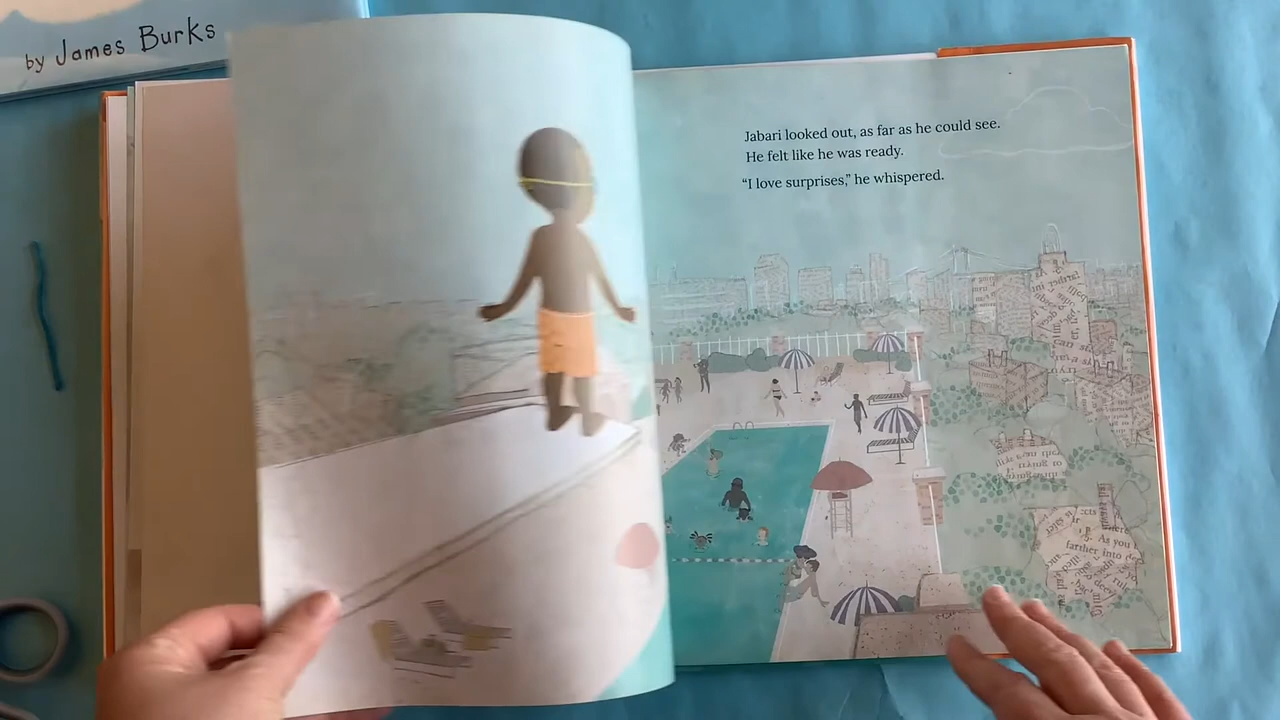 by James Burks
Jabari looked out, as far as he could see.
He felt like he was ready.
“I love surprises,” he whispered.
As you
farther into